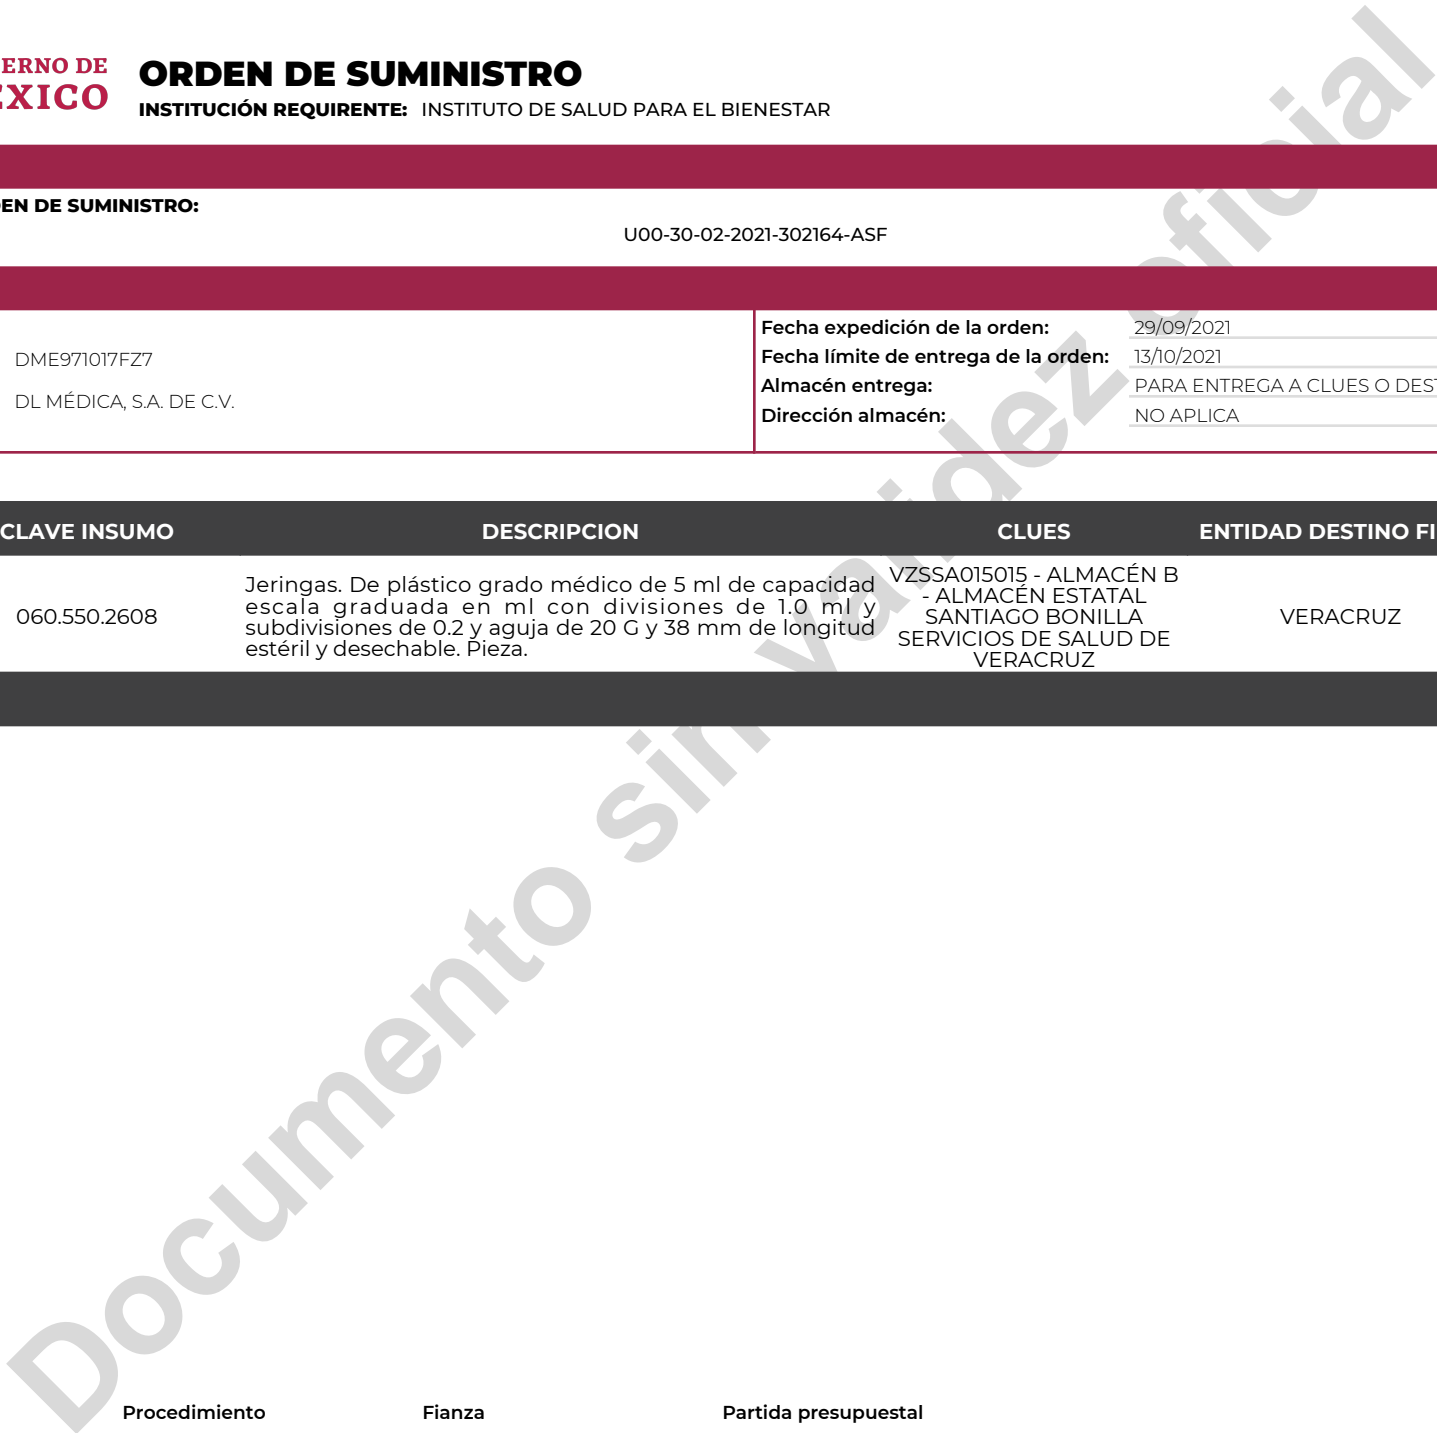 ERNO DE
ORDEN DE SUMINISTRO
EXICO
INSTITUCIÓN REQUIRENTE: INSTITUTO DE SALUD PARA EL BIENESTAR
EN DE SUMINISTRO:
U00-30-02-2021-302164-ASF
DME971017FZ7
DL MÉDICA, S.A. DE C.V.
Fecha expedición de la orden: 29/09/2021
Fecha límite de entrega de la orden: 13/10/2021
Almacén entrega: PARA ENTREGA A CLUES O DEST
Dirección almacén: NO APLICA
CLAVE INSUMO DESCRIPCION CLUES ENTIDAD DESTINO FI
060.550.2608
Jeringas. De plástico grado médico de 5 ml de capacidad
escala graduada en ml con divisiones de 1.0 ml y
subdivisiones de 0.2 y aguja de 20 G y 38 mm de longitud
estéril y desechable. Pieza.
VZSSA015015 - ALMACÉN B
- ALMACÉN ESTATAL
SANTIAGO BONILLA
SERVICIOS DE SALUD DE
VERACRUZ
VERACRUZ
Documento sin validez oficial
Procedimiento Fianza Partida presupuestal